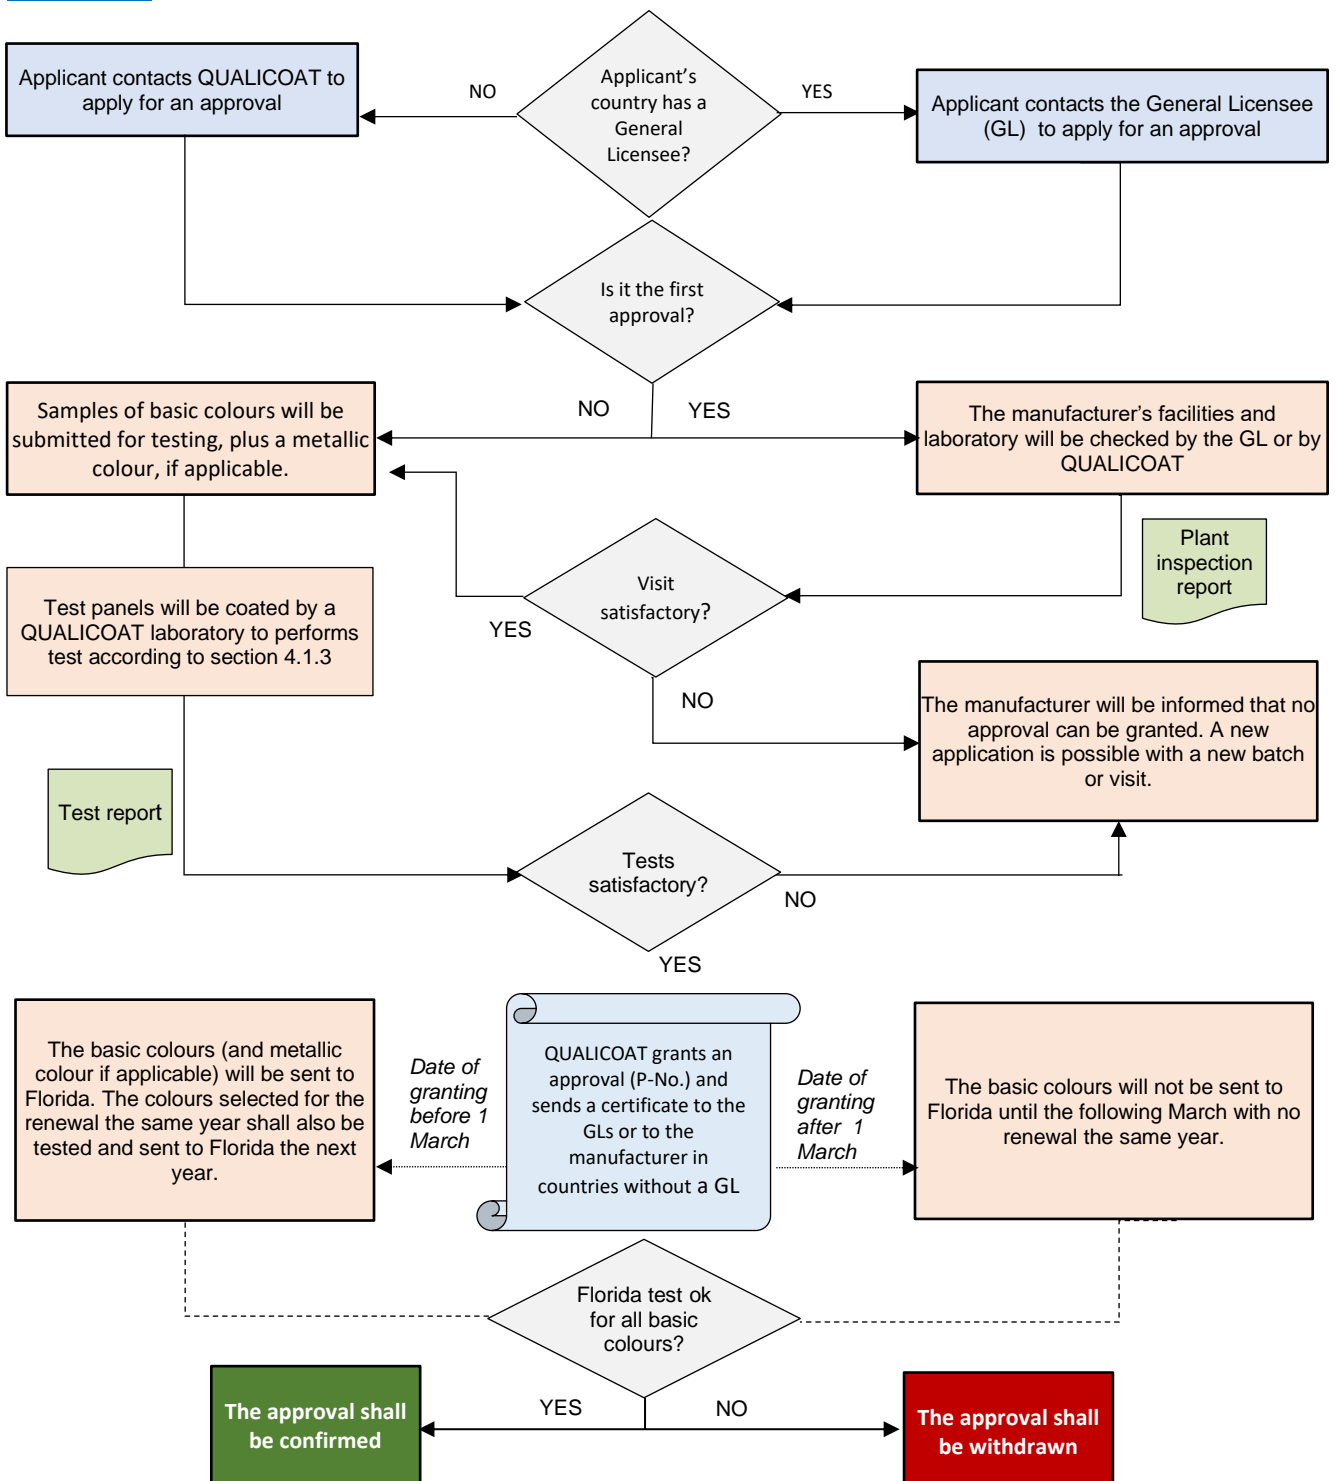 Applicant contacts QUALICOAT to
apply for an approval
NO
Applicant's
country has a
General
Licensee?
YES
Applicant contacts the General Licensee
(GL)  to apply for an approval
Is it the first
approval?
NO
YES
Samples of basic colours will be
submitted for testing, plus a metallic
colour, if applicable.
The manufacturer's facilities and
laboratory will be checked by the GL or by
QUALICOAT
Plant
inspection
report
Visit
satisfactory?
YES
NO
Test panels will be coated by a
QUALICOAT laboratory to performs
test according to section 4.1.3
The manufacturer will be informed that no
approval can be granted. A new
application is possible with a new batch
or visit.
Test report
Tests
satisfactory?
NO
YES
The basic colours (and metallic
colour if applicable) will be sent to
Florida. The colours selected for the
renewal the same year shall also be
tested and sent to Florida the next
year.
Date of
granting
before 1
March
QUALICOAT grants an
approval (P-No.) and
sends a certificate to the
GLs or to the
manufacturer in
countries without a GL
Date of
granting
after  1
March
The basic colours will not be sent to
Florida until the following March with no
renewal the same year.
Florida test ok
for all basic
colours?
YES
NO
The approval shall
be confirmed
The approval shall
be withdrawn